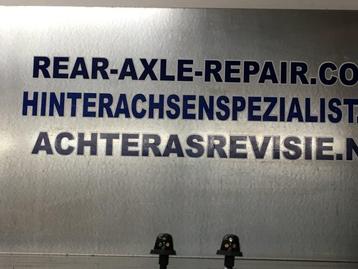 REAR-AXLE-REPAIR.CO
HINTERACHSENSPEZIALIST.
ACHTERASREVISIE.N